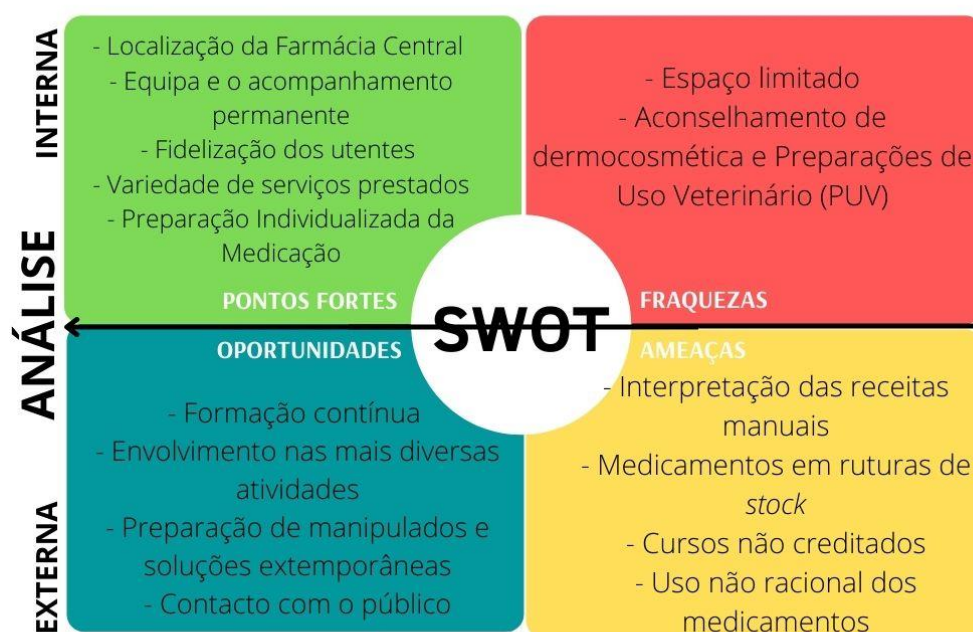 ANÁLISE
INTERNA
- Localização da Farmácia Central
- Equipa e o acompanhamento
permanente
- Fidelização dos utentes
- Variedade de serviços prestados
- Preparação Individualizada da
Medicação
PONTOS FORTES
- Espaço limitado
- Aconselhamento de
dermocosmética e Preparações de
Uso Veterinário (PUV)
FRAQUEZAS
SWOT
EXTERNA
OPORTUNIDADES
- Formação contínua
- Envolvimento nas mais diversas
atividades
- Preparação de manipulados e
soluções extemporâneas
- Contacto com o público
AMEAÇAS
- Interpretação das receitas
manuais
- Medicamentos em ruturas de
stock
- Cursos não creditados
- Uso não racional dos
medicamentos